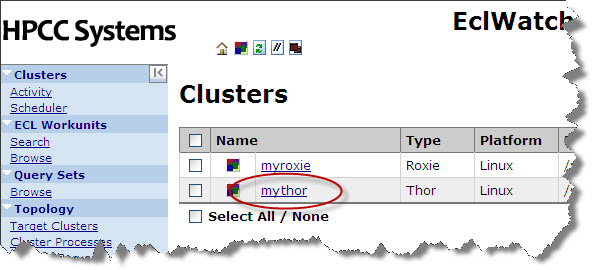 HPCC Systems
EclWatch
Clusters
Activity
Scheduler
ECL Workunits
Search
Browse
Query Sets
Browse
Topology
Target Clusters
Cluster Processes
Clusters
Name Type Platform
myroxie Roxie Linux
mythor Thor Linux
Select All / None